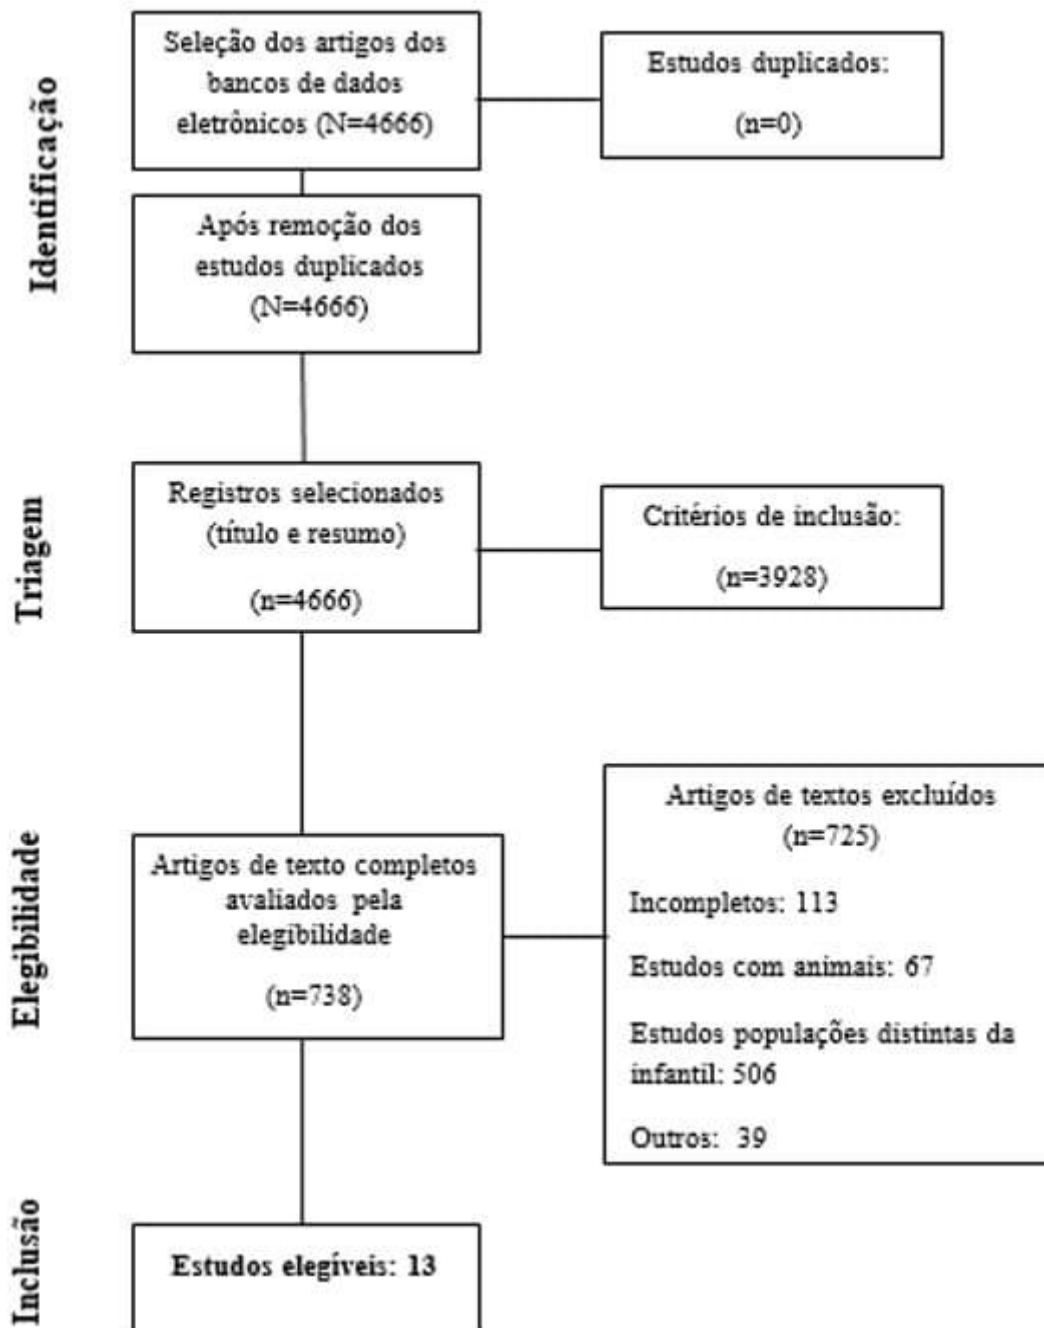 Identificação
Seleção dos artigos dos
bancos de dados
eletrônicos (N=4666)
Estudos duplicados:
(n=0)
Após remoção dos
estudos duplicados
(N=4666)
Triagem
Registros selecionados
(título e resumo)
(n=4666)
Critérios de inclusão:
(n=3928)
Elegibilidade
Artigos de texto completos
avaliados pela
elegibilidade
(n=738)
Artigos de textos excluídos
(n=725)
Incompletos: 113
Estudos com animais: 67
Estudos populações distintas da
infantil: 506
Outros: 39
Inclusão
Estudos elegíveis: 13